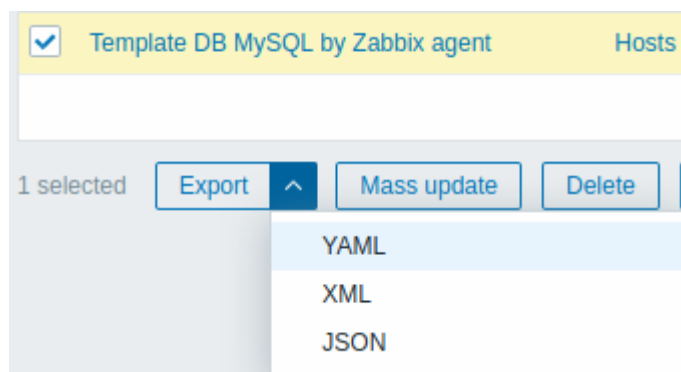 Template DB MySQL by Zabbix agent Hosts
1 selected Export Mass update Delete
YAML
XML
JSON